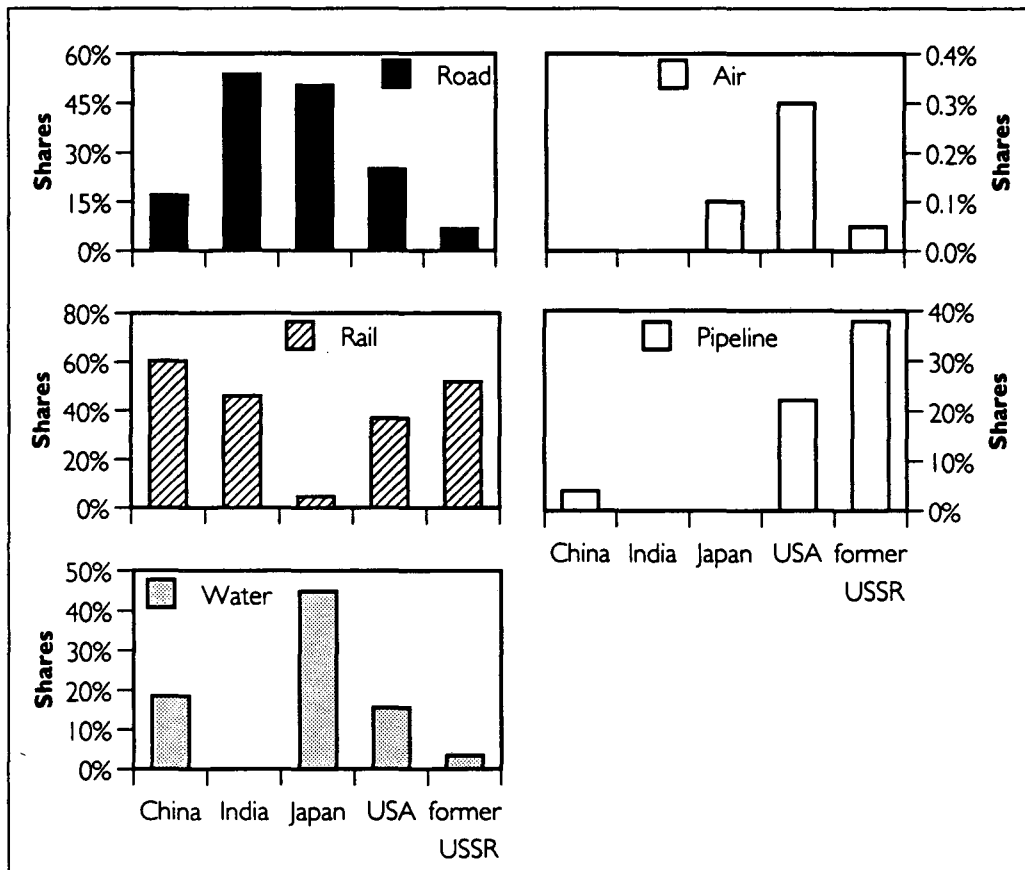 60%
45%
30%
15%
0%
Shares
Road
Air
0.4%
0.3%
0.2%
0.1%
0.0%
Shares
80%
60%
40%
20%
0%
Shares
Rail
Pipeline
40%
30%
20%
10%
0%
Shares
China India Japan USA former
USSR
50%
40%
30%
20%
10%
0%
Shares
Water
China India Japan USA former
USSR